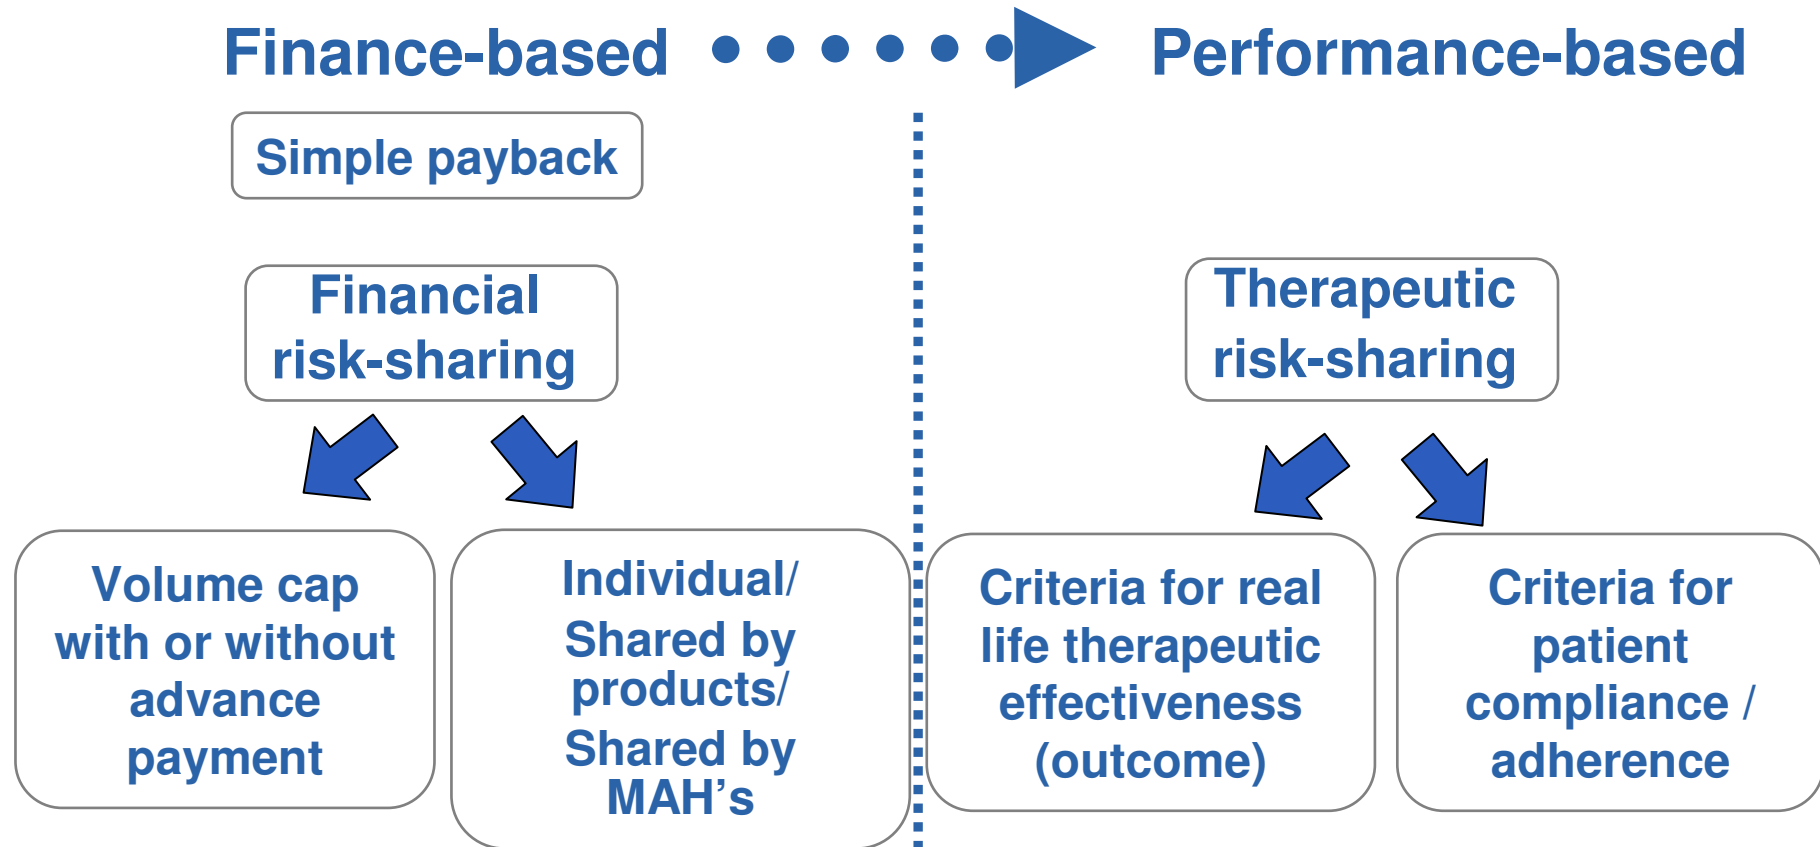 Finance-based
Performance-based
Simple payback
Financial
risk-sharing
Therapeutic
risk-sharing
Volume cap
with or without
advance
payment
Individual/
Shared by
products/
Shared by
MAH’s
Criteria for real
life therapeutic
effectiveness
(outcome)
Criteria for
patient
compliance /
adherence